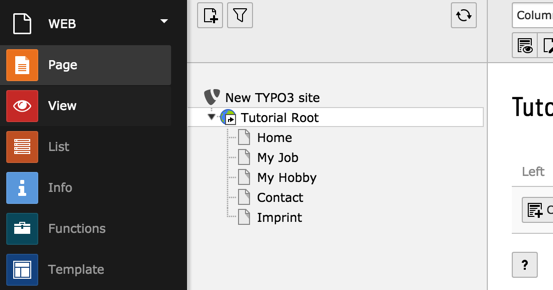 WEB
Page
View
List
Info
Functions
Template
New TYPO3 site
Tutorial Root
Home
My Job
My Hobby
Contact
Imprint
Colum
Tuto
Left
C
?